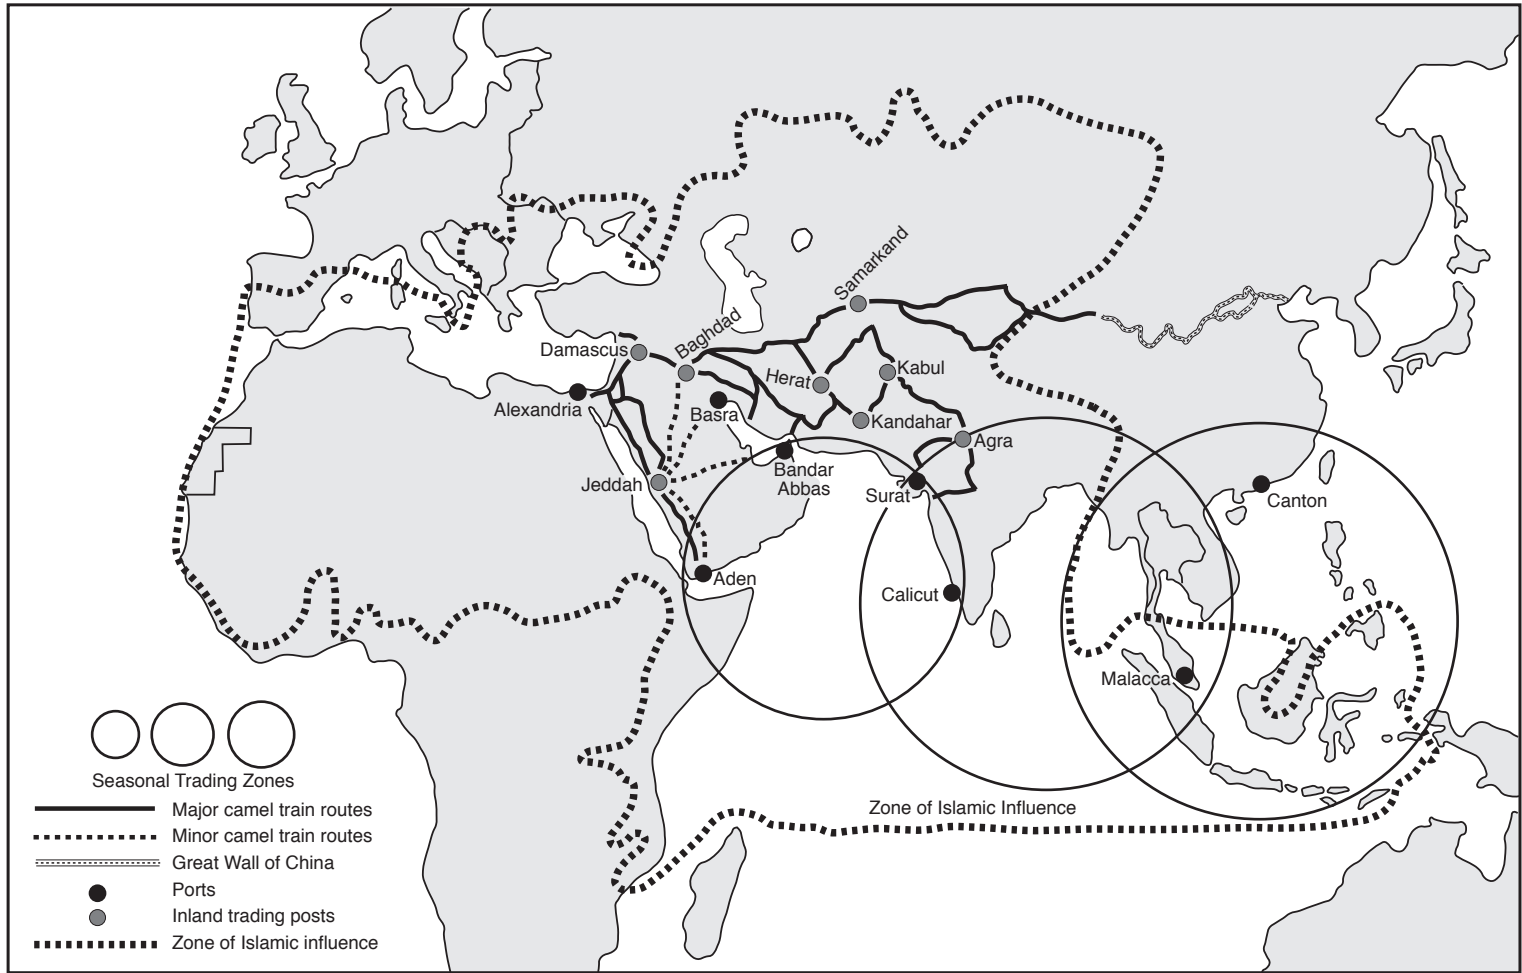 Samarkand
Baghdad
Damascus
Herat
Kabul
Alexandria
Basra
Kandahar
Agra
Jeddah
Bandar
Abbas
Surat
Canton
Aden
Calicut
Malacca
Zone of Islamic Influence
Seasonal Trading Zones
Major camel train routes
Minor camel train routes
Great Wall of China
Ports
Inland trading posts
Zone of Islamic influence